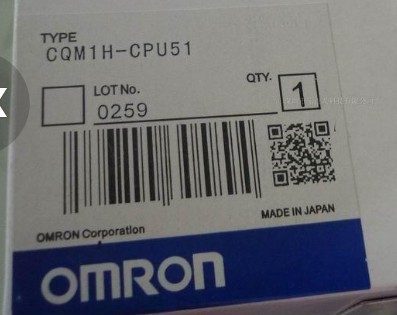 TYPE
CQM1H-CPU51
LOT No.
0259
QTY.
1
MADE IN JAPAN
OMRON Corporation
OMRON